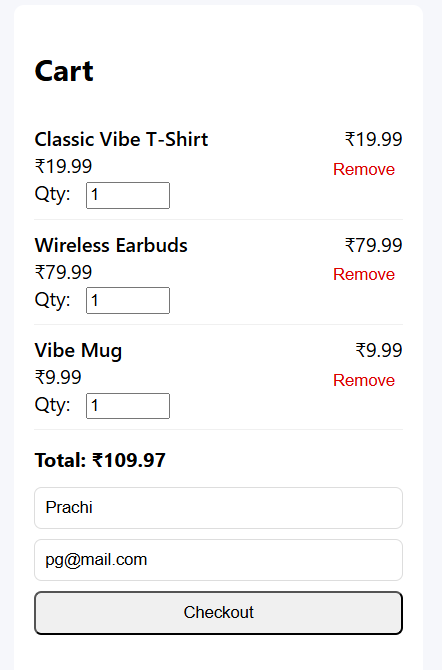 Cart
Classic Vibe T-Shirt ₹19.99
₹19.99 Remove
Qty: 1
Wireless Earbuds ₹79.99
₹79.99 Remove
Qty: 1
Vibe Mug ₹9.99
₹9.99 Remove
Qty: 1
Total: ₹109.97
Prachi
pg@mail.com
Checkout